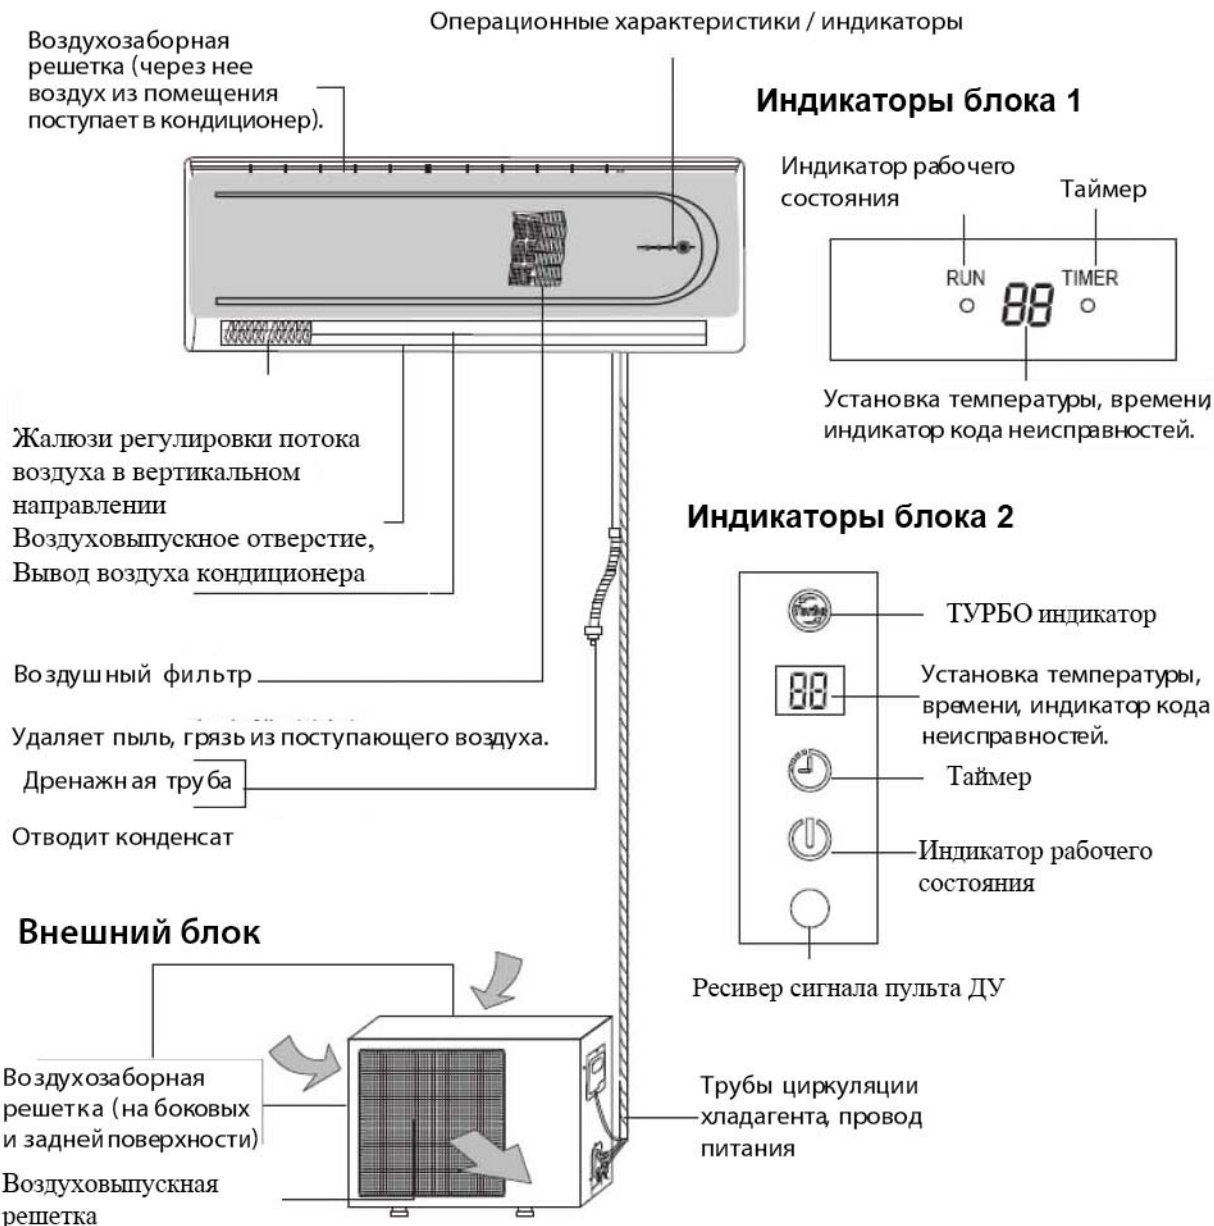 Операционные характеристики / индикаторы
Воздухозаборная
решетка (через нее
воздух из помещения
поступает в кондиционер).
Индикаторы блока 1
Индикатор рабочего
состояния
Таймер
RUN
88
TIMER
Установка температуры, времени,
индикатор кода неисправностей.
Жалюзи регулировки потока
воздуха в вертикальном
направлении
Воздуховыпускное отверстие,
Вывод воздуха кондиционера
Воздушный фильтр
Удаляет пыль, грязь из поступающего воздуха.
Дренажная труба
Отводит конденсат
Индикаторы блока 2
Turbo
ТУРБО индикатор
88
Установка температуры,
времени, индикатор кода
неисправностей.
Таймер
Индикатор рабочего
состояния
Ресивер сигнала пульта ДУ
Внешний блок
Воздухозаборная
решетка (на боковых
и задней поверхности)
Воздуховыпускная
решетка
Трубы циркуляции
хладагента, провод
питания